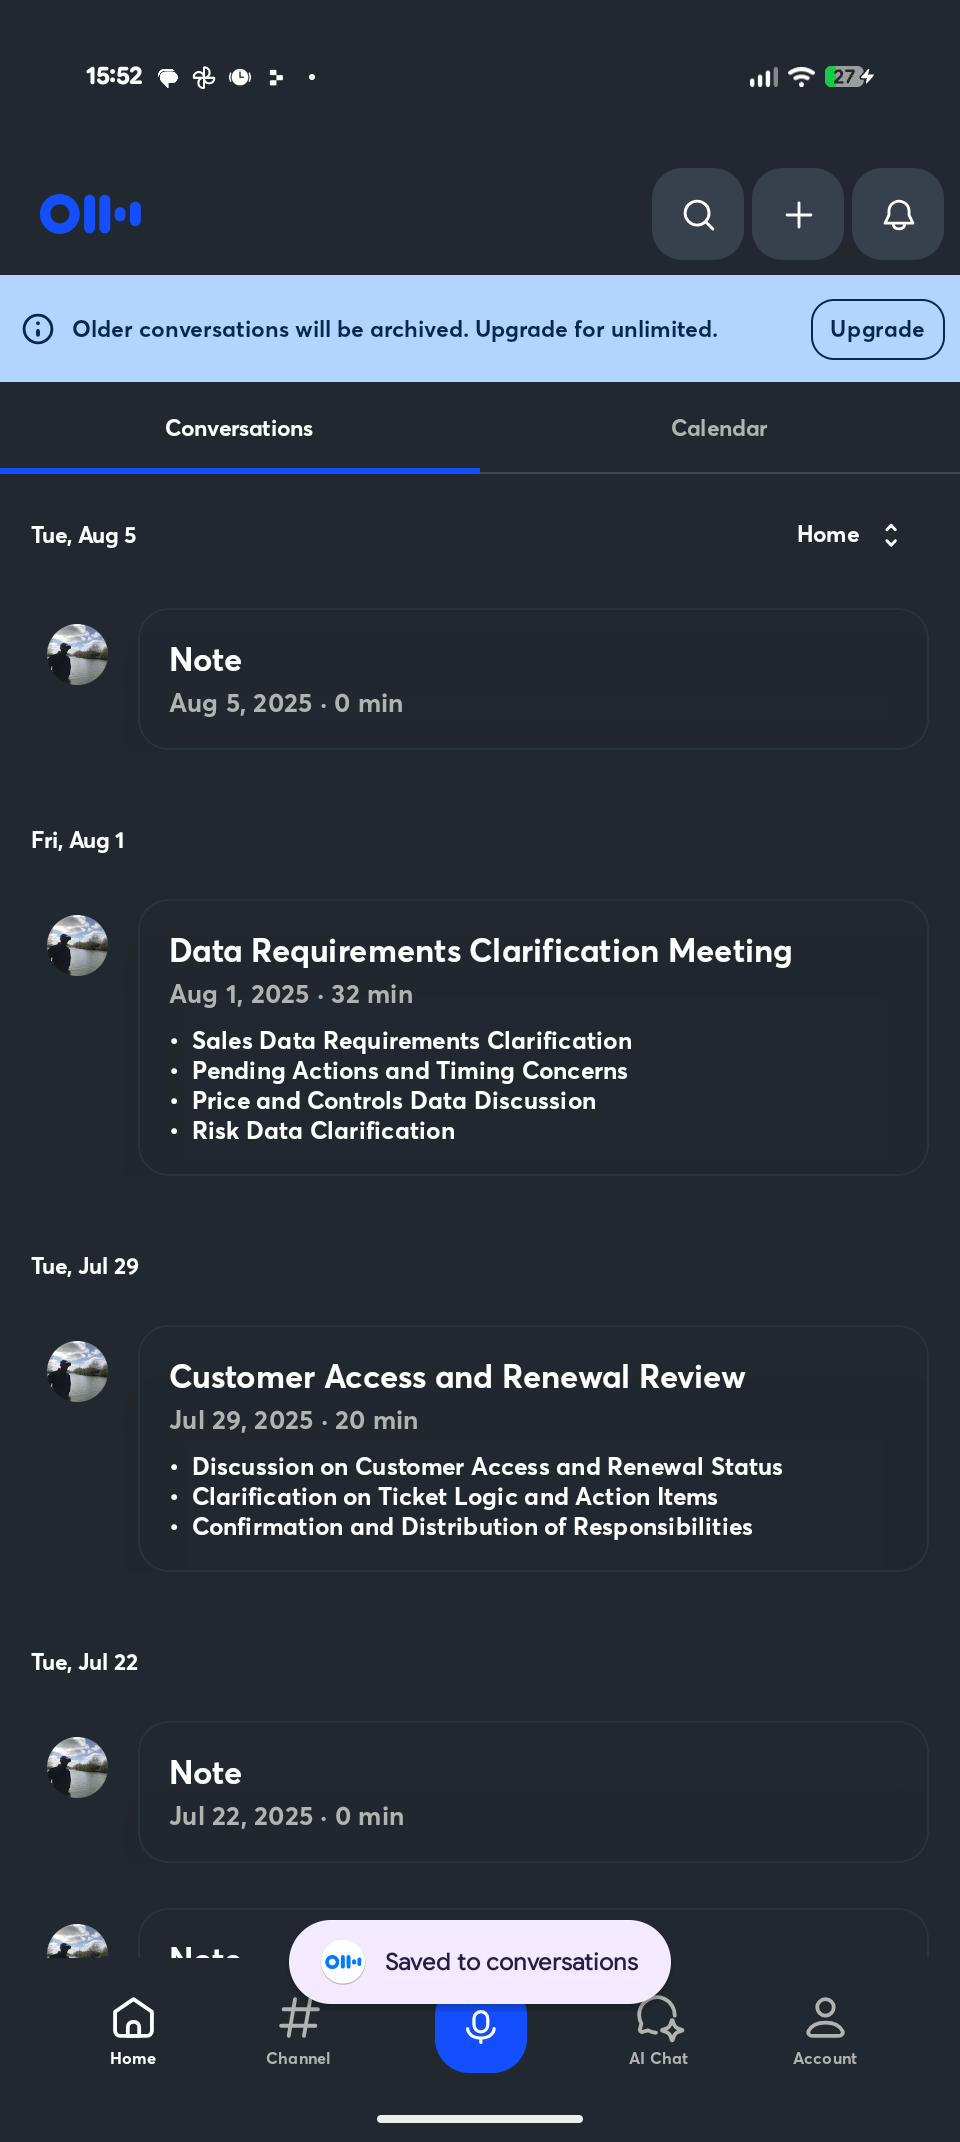 15:52
27
Older conversations will be archived. Upgrade for unlimited.
Upgrade
Conversations
Calendar
Tue, Aug 5
Home
Note
Aug 5, 2025 · 0 min
Fri, Aug 1
Data Requirements Clarification Meeting
Aug 1, 2025 · 32 min
• Sales Data Requirements Clarification
• Pending Actions and Timing Concerns
• Price and Controls Data Discussion
• Risk Data Clarification
Tue, Jul 29
Customer Access and Renewal Review
Jul 29, 2025 · 20 min
• Discussion on Customer Access and Renewal Status
• Clarification on Ticket Logic and Action Items
• Confirmation and Distribution of Responsibilities
Tue, Jul 22
Note
Jul 22, 2025 · 0 min
Note
Saved to conversations
Home
Channel
AI Chat
Account